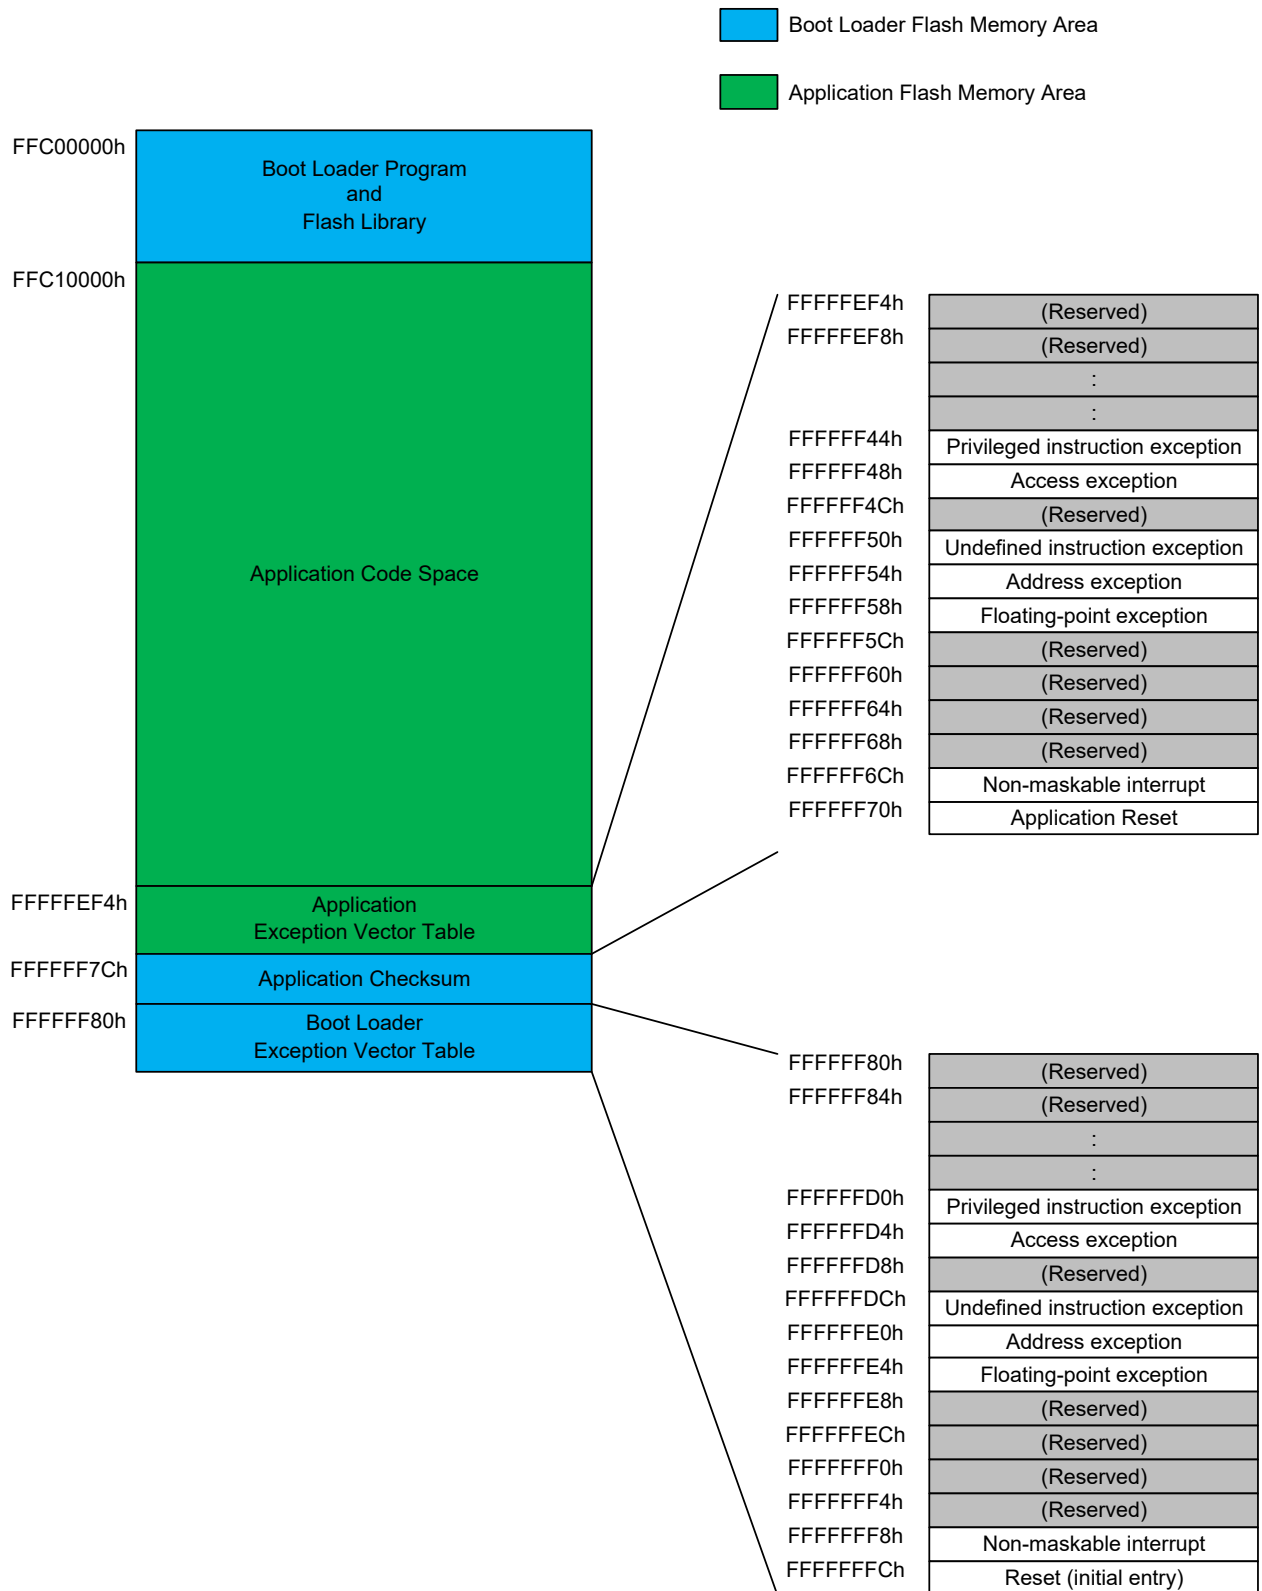 Boot Loader Flash Memory Area
Application Flash Memory Area
FFC00000h
Boot Loader Program
and
Flash Library
FFC10000h
Application Code Space
FFFFFEF4h
Application
Exception Vector Table
FFFFFF7Ch
Application Checksum
FFFFFF80h
Boot Loader
Exception Vector Table
FFFFFEF4h (Reserved)
FFFFFEF8h (Reserved)
:
:
FFFFFF44h Privileged instruction exception
FFFFFF48h Access exception
FFFFFF4Ch (Reserved)
FFFFFF50h Undefined instruction exception
FFFFFF54h Address exception
FFFFFF58h Floating-point exception
FFFFFF5Ch (Reserved)
FFFFFF60h (Reserved)
FFFFFF64h (Reserved)
FFFFFF68h (Reserved)
FFFFFF6Ch Non-maskable interrupt
FFFFFF70h Application Reset
FFFFFF80h (Reserved)
FFFFFF84h (Reserved)
:
:
FFFFFFD0h Privileged instruction exception
FFFFFFD4h Access exception
FFFFFFD8h (Reserved)
FFFFFFDCh Undefined instruction exception
FFFFFFE0h Address exception
FFFFFFE4h Floating-point exception
FFFFFFE8h (Reserved)
FFFFFFECh (Reserved)
FFFFFFF0h (Reserved)
FFFFFFF4h (Reserved)
FFFFFFF8h Non-maskable interrupt
FFFFFFFCh Reset (initial entry)